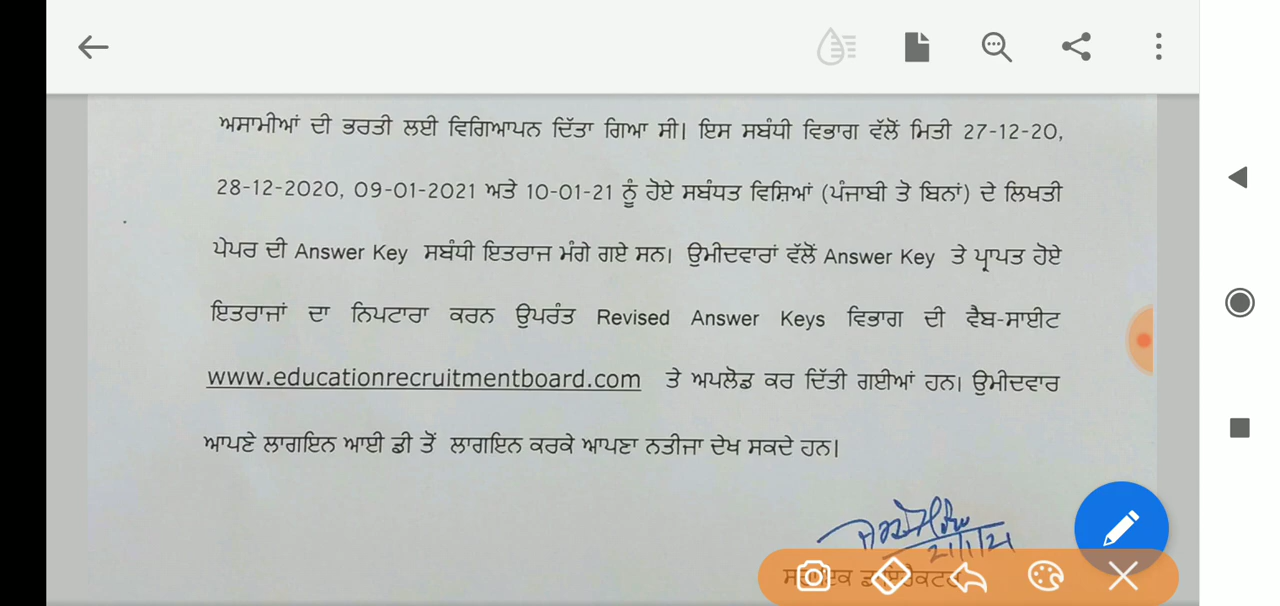 ਅਸਾਮੀਆਂ ਦੀ ਭਰਤੀ ਲਈ ਵਿਗਿਆਪਨ ਦਿੱਤਾ ਗਿਆ ਸੀ। ਇਸ ਸਬੰਧੀ ਵਿਭਾਗ ਵੱਲੋਂ ਮਿਤੀ 27-12-20,
28-12-2020, 09-01-2021 ਅਤੇ 10-01-21 ਨੂੰ ਹੋਏ ਸਬੰਧਤ ਵਿਸ਼ਿਆਂ (ਪੰਜਾਬੀ ਤੋ ਬਿਨਾਂ) ਦੇ ਲਿਖਤੀ
ਪੇਪਰ ਦੀ Answer Key ਸਬੰਧੀ ਇਤਰਾਜ ਮੰਗੇ ਗਏ ਸਨ। ਉਮੀਦਵਾਰਾਂ ਵੱਲੋਂ Answer Key ਤੇ ਪ੍ਰਾਪਤ ਹੋਏ
ਇਤਰਾਜਾਂ ਦਾ ਨਿਪਟਾਰਾ ਕਰਨ ਉਪਰੰਤ Revised Answer Keys ਵਿਭਾਗ ਦੀ ਵੈਬ-ਸਾਈਟ
www.educationrecruitmentboard.com ਤੇ ਅਪਲੋਡ ਕਰ ਦਿੱਤੀ ਗਈਆਂ ਹਨ। ਉਮੀਦਵਾਰ
ਆਪਣੇ ਲਾਗਇਨ ਆਈ ਡੀ ਤੋਂ ਲਾਗਇਨ ਕਰਕੇ ਆਪਣਾ ਨਤੀਜਾ ਦੇਖ ਸਕਦੇ ਹਨ।
21/1/21